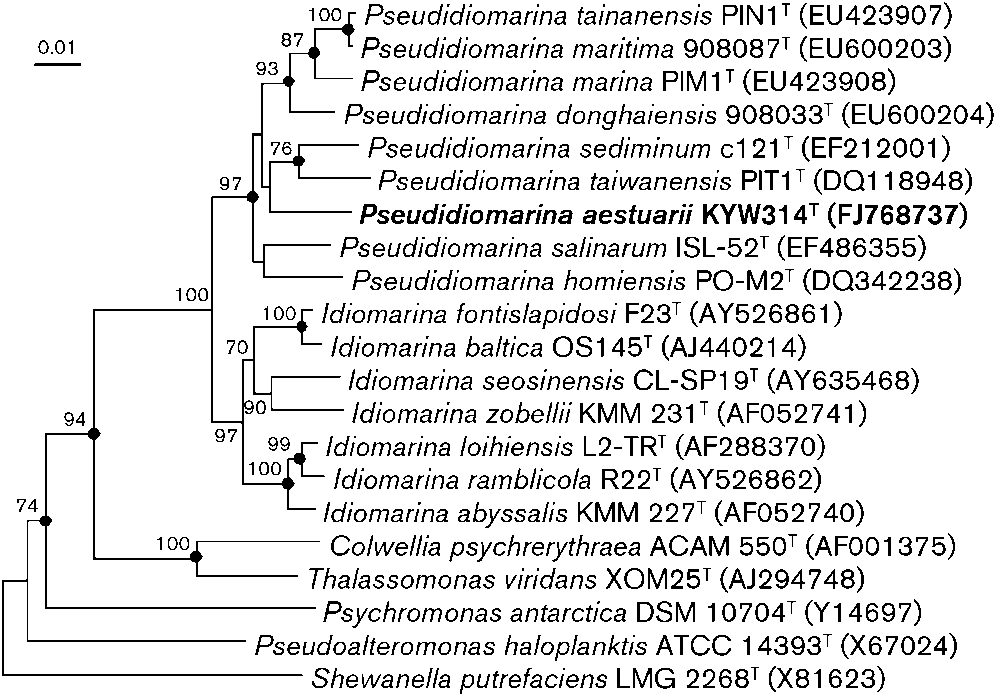 100 Pseudidiomarina tainanensis PIN1ᵀ (EU423907)
0.01 87 Pseudidiomarina maritima 908087ᵀ (EU600203)
93 Pseudidiomarina marina PIM1ᵀ (EU423908)
Pseudidiomarina donghaiensis 908033ᵀ (EU600204)
76 Pseudidiomarina sediminum c121ᵀ (EF212001)
97 Pseudidiomarina taiwanensis PIT1ᵀ (DQ118948)
Pseudidiomarina aestuarii KYW314ᵀ (FJ768737)
Pseudidiomarina salinarum ISL-52ᵀ (EF486355)
Pseudidiomarina homiensis PO-M2ᵀ (DQ342238)
100 100 Idiomarina fontislapidosi F23ᵀ (AY526861)
70 Idiomarina baltica OS145ᵀ (AJ440214)
Idiomarina seosinensis CL-SP19ᵀ (AY635468)
90 Idiomarina zobellii KMM 231ᵀ (AF052741)
94 97 99 Idiomarina loihiensis L2-TRᵀ (AF288370)
100 Idiomarina ramblicola R22ᵀ (AY526862)
74 Idiomarina abyssalis KMM 227ᵀ (AF052740)
100 Colwellia psychrerythraea ACAM 550ᵀ (AF001375)
Thalassomonas viridans XOM25ᵀ (AJ294748)
Psychromonas antarctica DSM 10704ᵀ (Y14697)
Pseudoalteromonas haloplanktis ATCC 14393ᵀ (X67024)
Shewanella putrefaciens LMG 2268ᵀ (X81623)